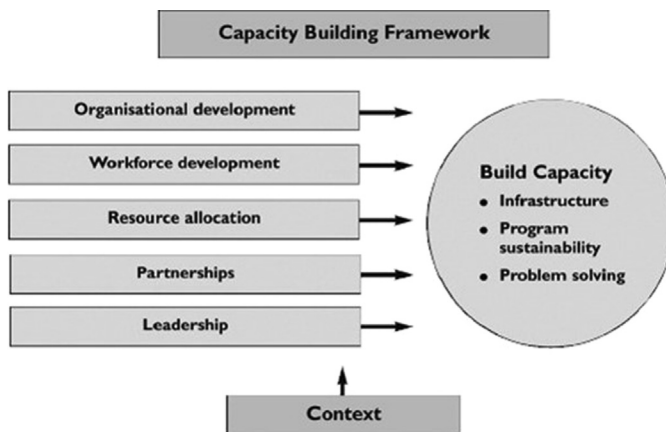 Capacity Building Framework
Organisational development
Workforce development
Resource allocation
Partnerships
Leadership
Build Capacity
• Infrastructure
• Program
sustainability
• Problem solving
Context